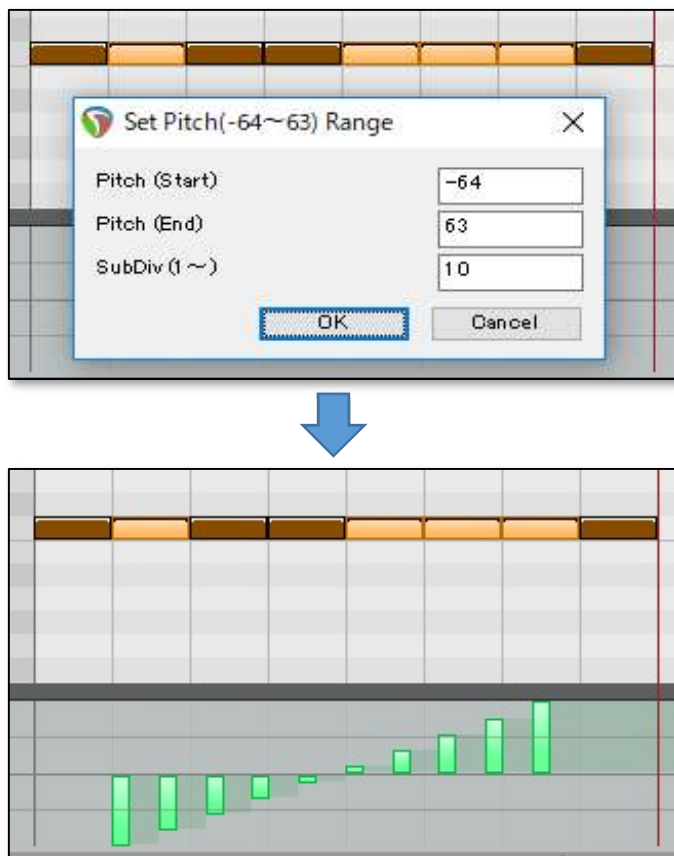 Set Pitch(-64～63) Range
Pitch (Start)
-64
Pitch (End)
63
SubDiv(1～)
10
OK
Cancel